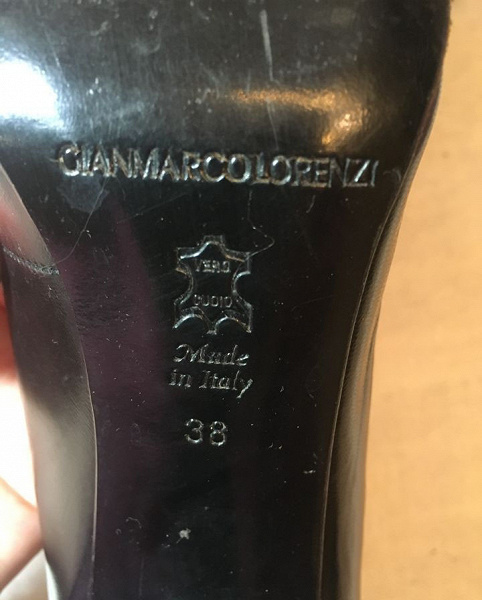 GIANMARCOLORENZI
VERO
CUOIO
Made
in Italy
38